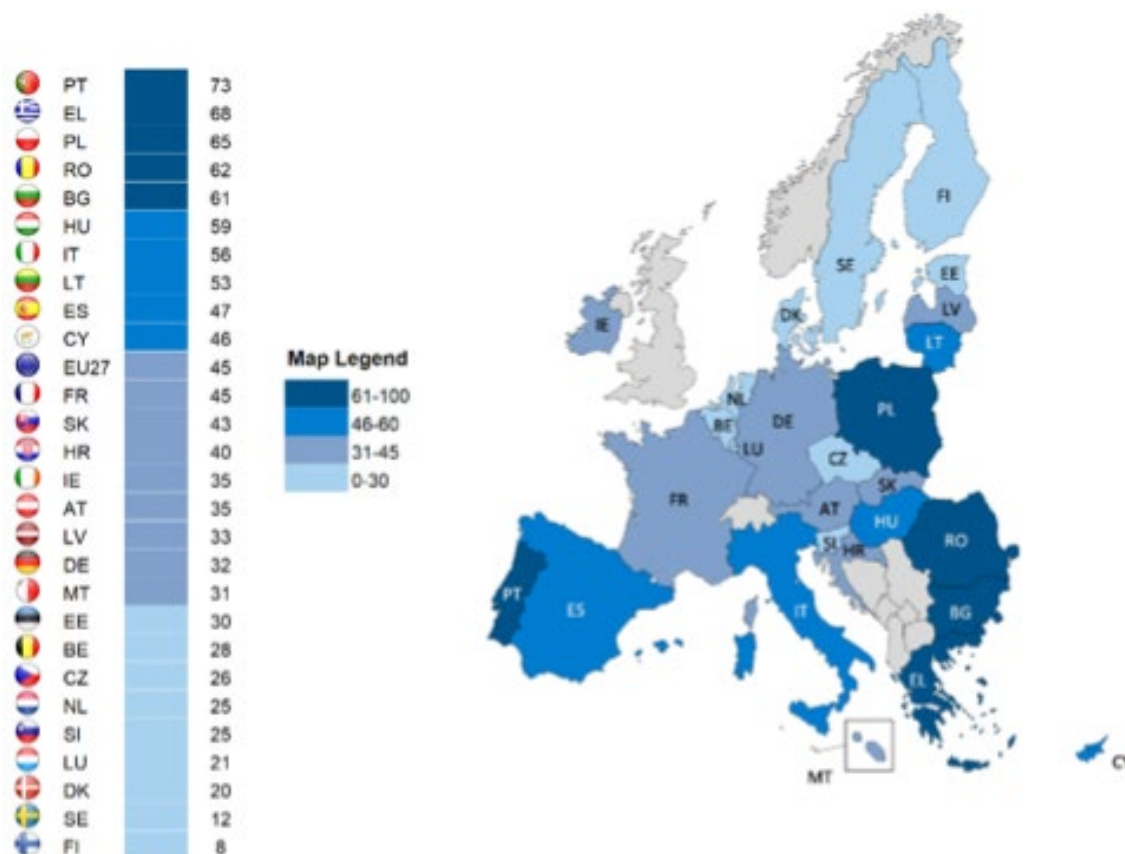 PT 73
EL 68
PL 65
RO 62
BG 61
HU 59
IT 56
LT 53
ES 47
CY 46
EU27 45
FR 45
SK 43
HR 40
IE 35
AT 35
LV 33
DE 32
MT 31
EE 30
BE 28
CZ 26
NL 25
SI 25
LU 21
DK 20
SE 12
FI 8
Map Legend
61-100
46-60
31-45
0-30
FI
SE
EE
LV
DK
IE
LT
NL
PL
BE
DE
LU
CZ
SK
FR
AT
HU
RO
SI
HR
PT
ES
IT
BG
EL
MT
CY